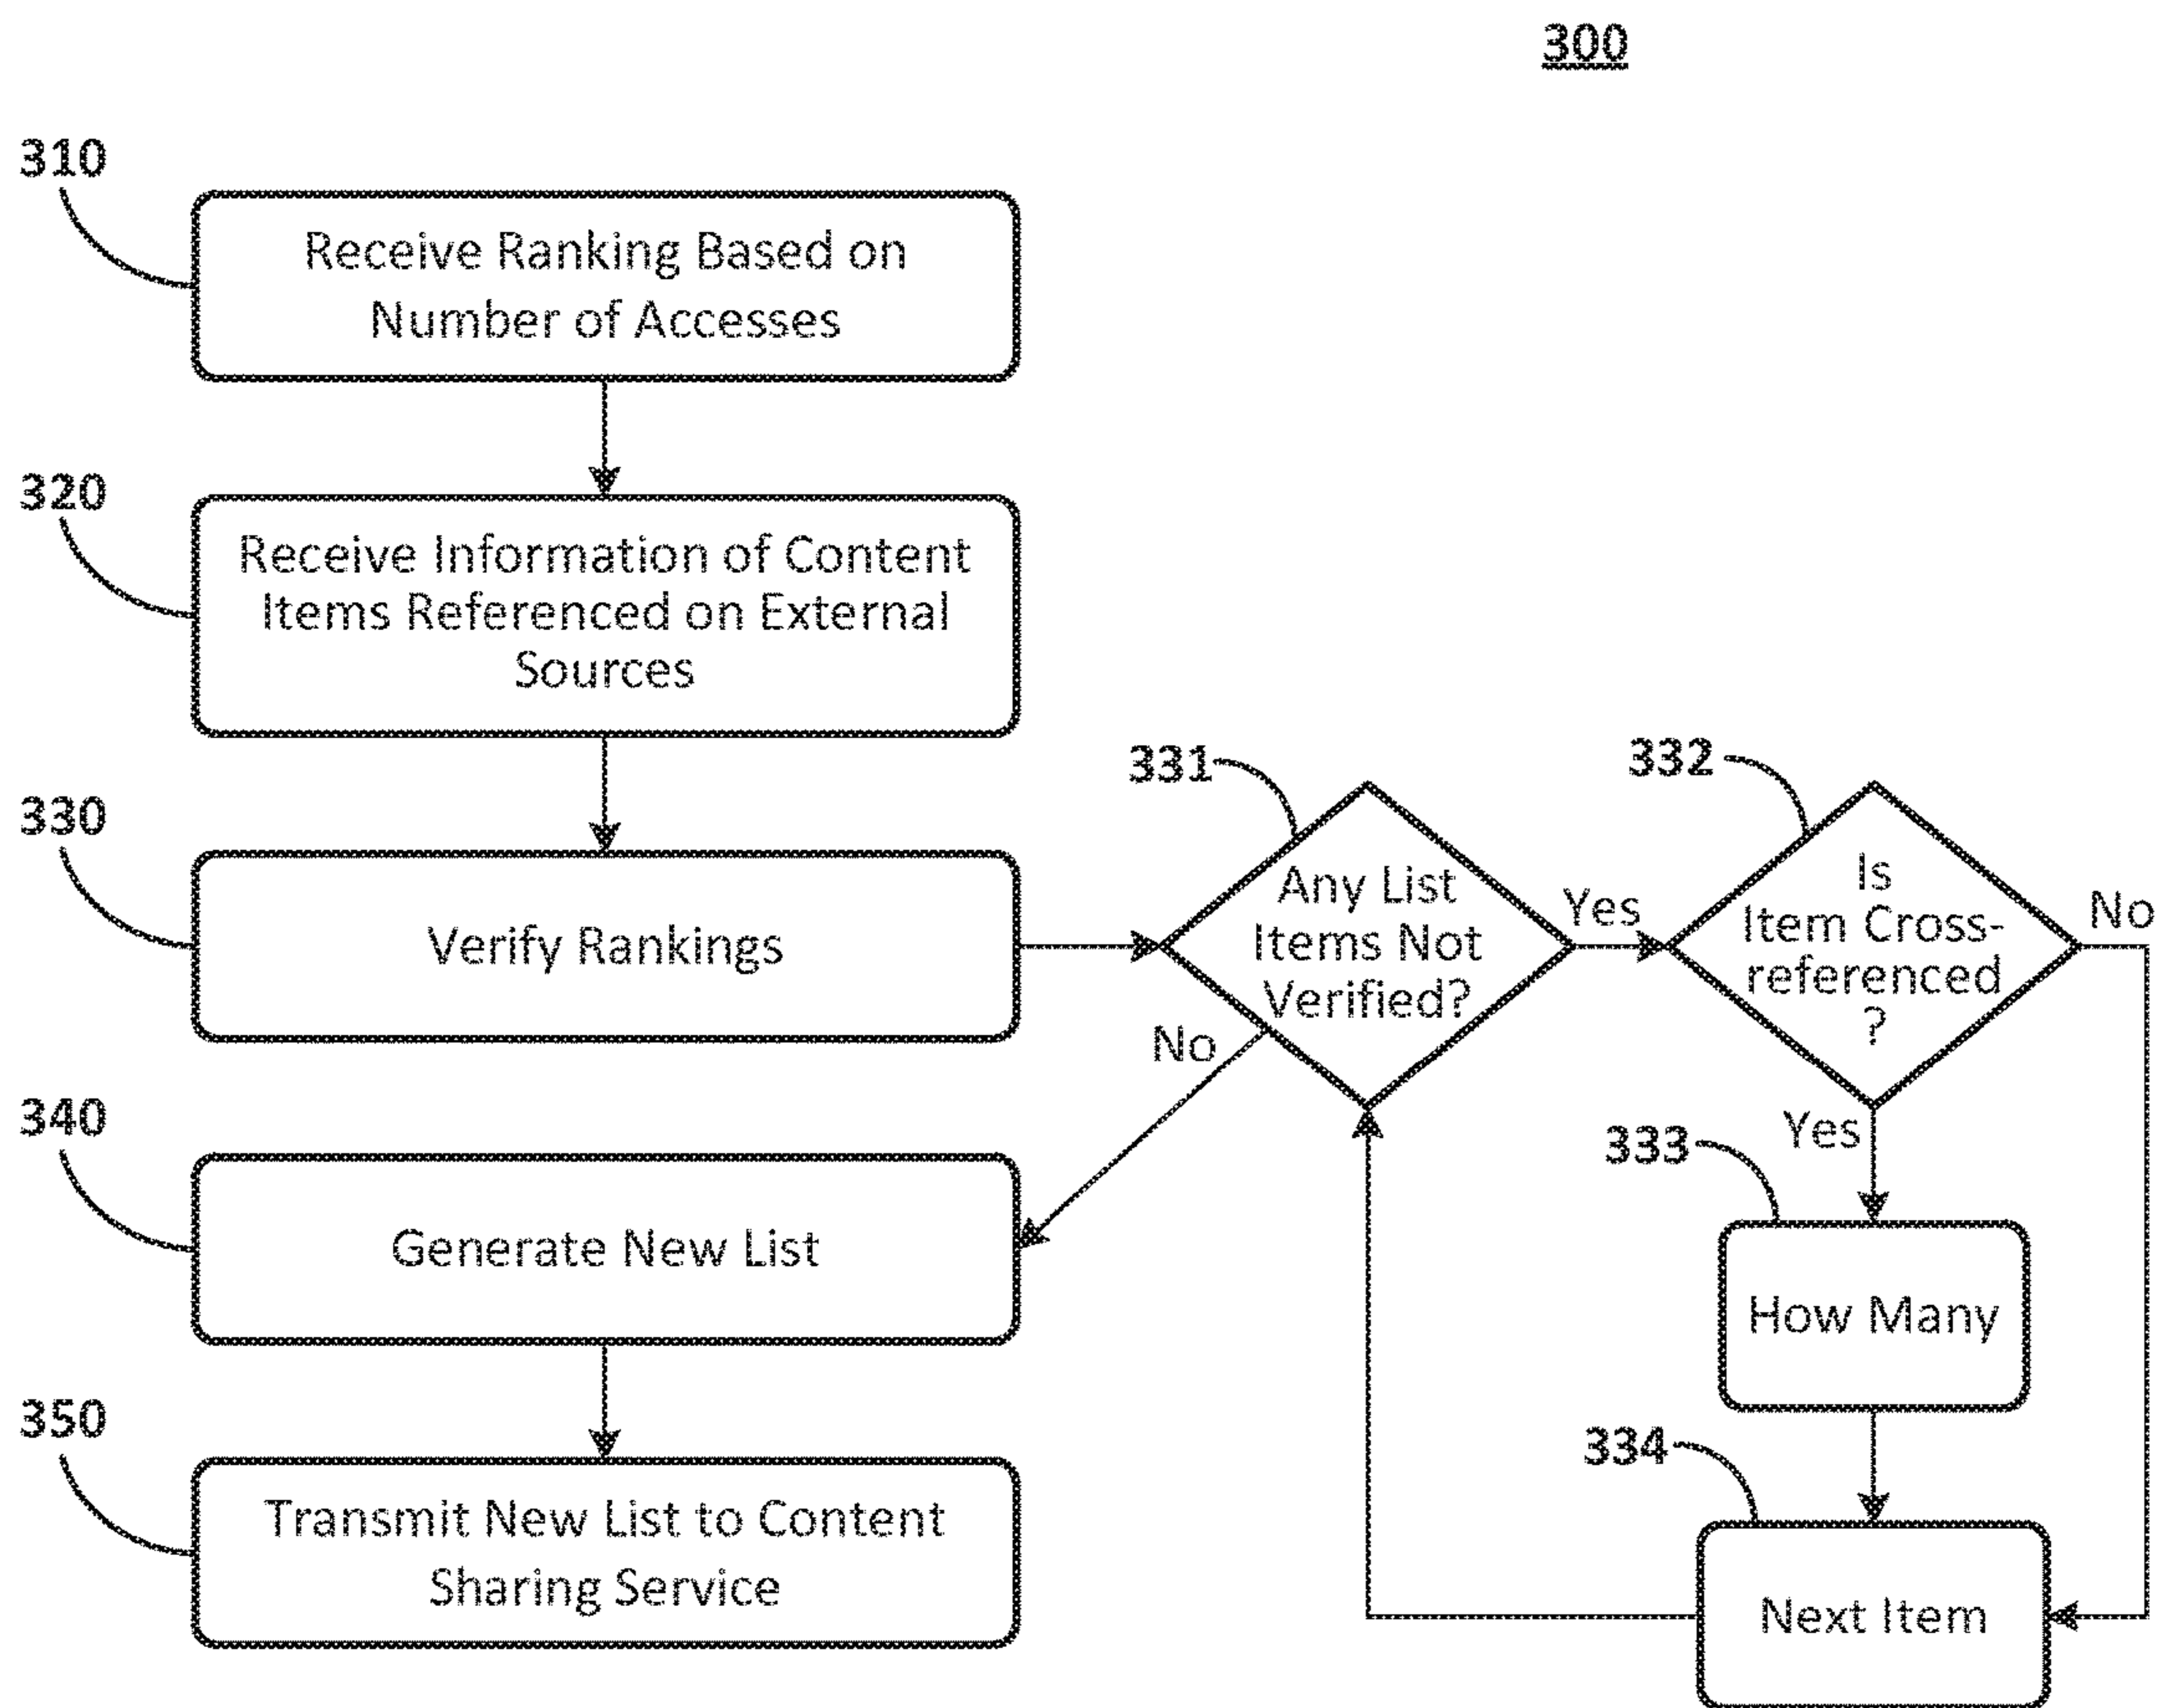 300
310
Receive Ranking Based on
Number of Accesses
320
Receive Information of Content
Items Referenced on External
Sources
330
Verify Rankings
331
Any List
Items Not
Verified?
Yes
No
332
Is
Item Cross-
referenced
?
No
Yes
333
How Many
334
Next Item
340
Generate New List
350
Transmit New List to Content
Sharing Service